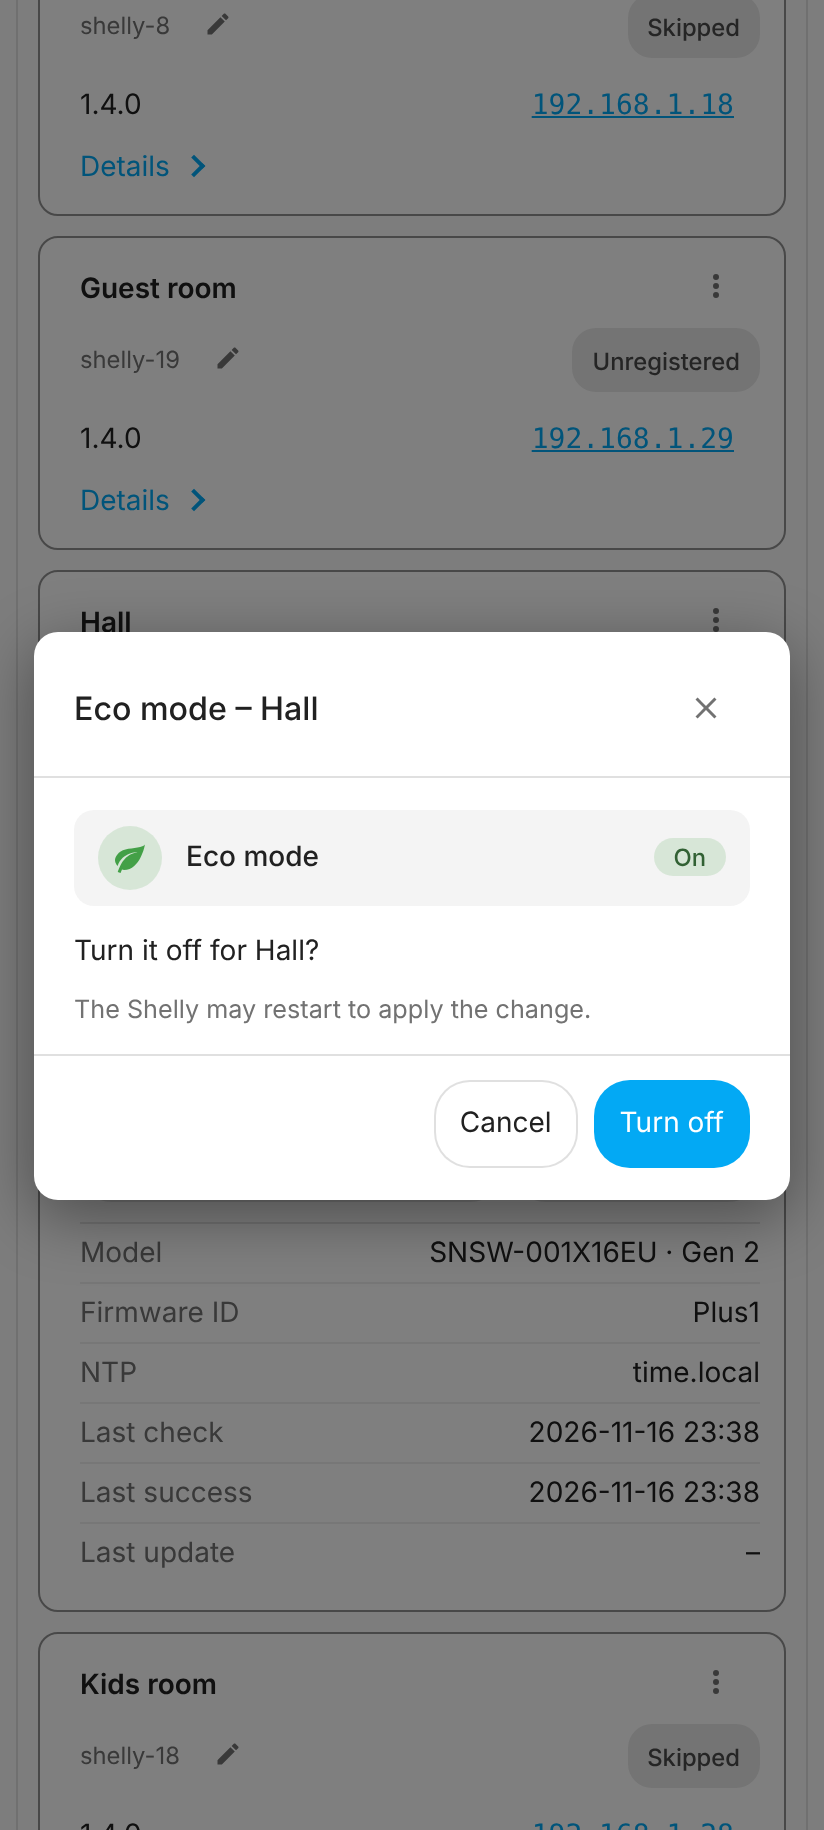 shelly-8
Skipped
1.4.0
192.168.1.18
Details
Guest room
shelly-19
Unregistered
1.4.0
192.168.1.29
Details
Hall
Eco mode – Hall
Eco mode
On
Turn it off for Hall?
The Shelly may restart to apply the change.
Cancel
Turn off
Model
SNSW-001X16EU · Gen 2
Firmware ID
Plus1
NTP
time.local
Last check
2026-11-16 23:38
Last success
2026-11-16 23:38
Last update
–
Kids room
shelly-18
Skipped